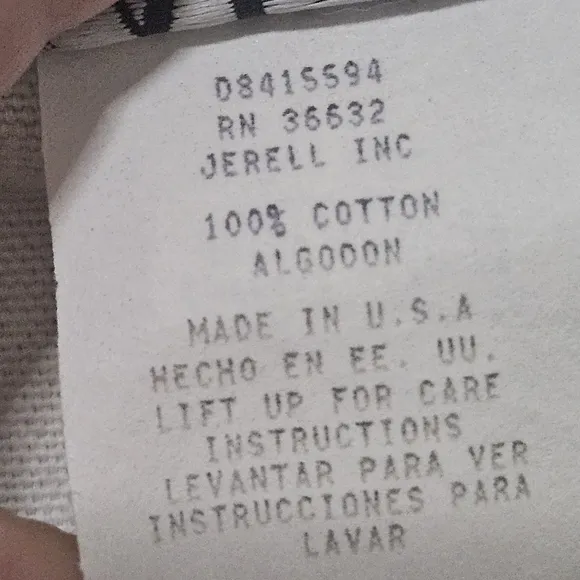 D8415594
RN 36632
JERELL INC
100% COTTON
ALGODON
MADE IN U.S.A
HECHO EN EE. UU.
LIFT UP FOR CARE
INSTRUCTIONS
LEVANTAR PARA VER
INSTRUCCIONES PARA
LAVAR